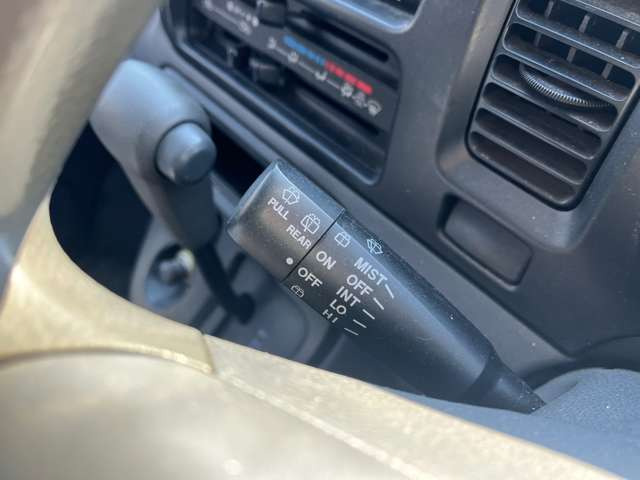 PULL
REAR
ON
OFF
MIST
OFF
INT
LO
HI